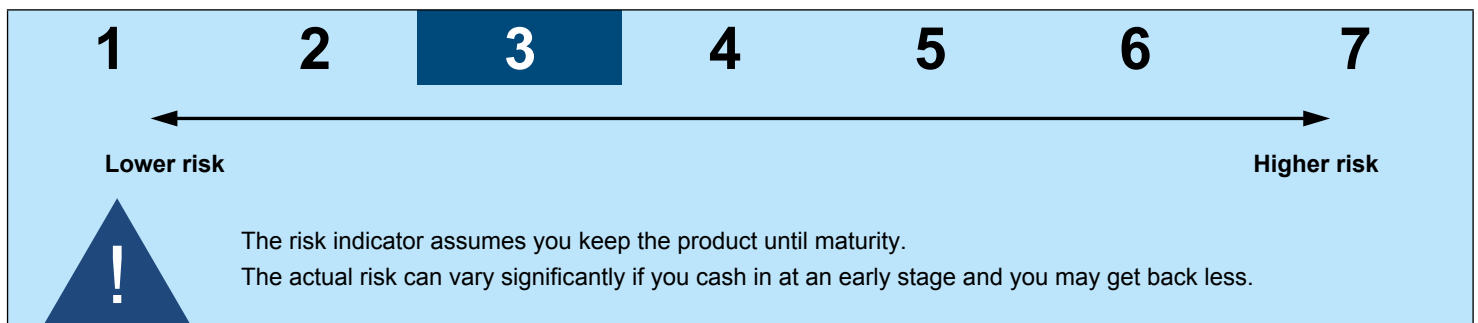 1 2 3 4 5 6 7
Lower risk Higher risk
! The risk indicator assumes you keep the product until maturity.
The actual risk can vary significantly if you cash in at an early stage and you may get back less.